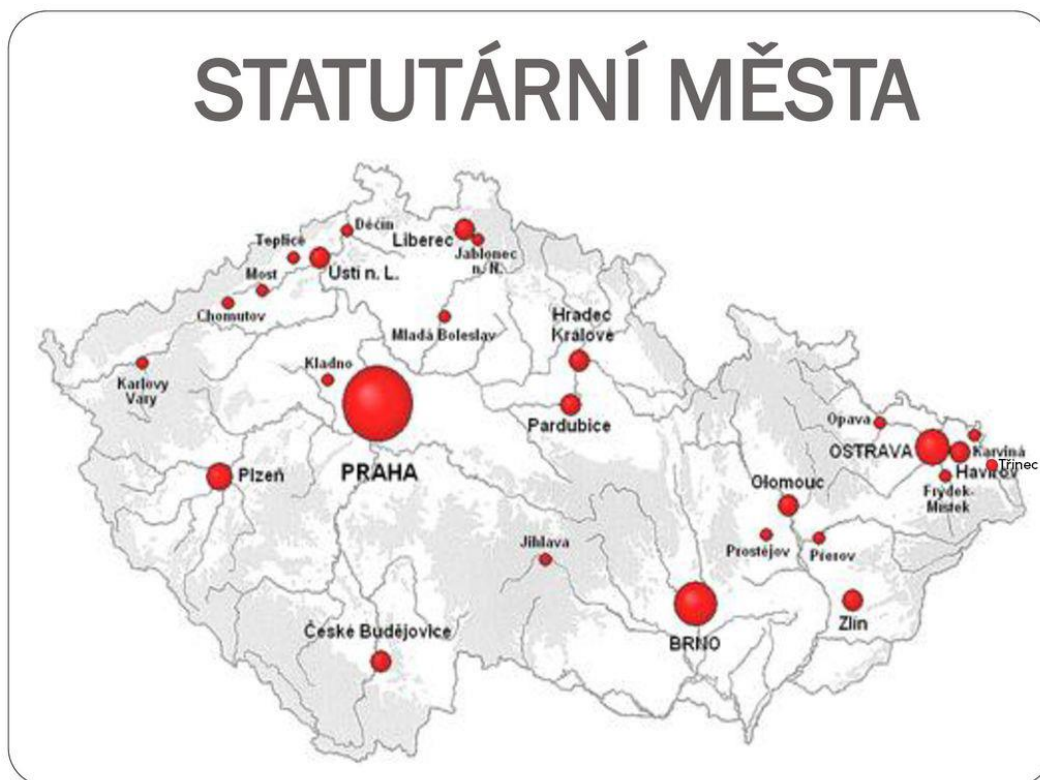 STATUTÁRNÍ MĚSTA
Děčín
Liberec
Jablonec
n. N.
Teplice
Ústí n. L.
Most
Chomutov
Mladá Boleslav
Hradec
Králové
Kladno
Karlovy
Vary
Pardubice
Opava
OSTRAVA
Karviná
Třinec
Havířov
Frýdek-
Místek
PRAHA
Plzeň
Olomouc
Jihlava
Prostějov
Přerov
Zlín
České Budějovice
BRNO